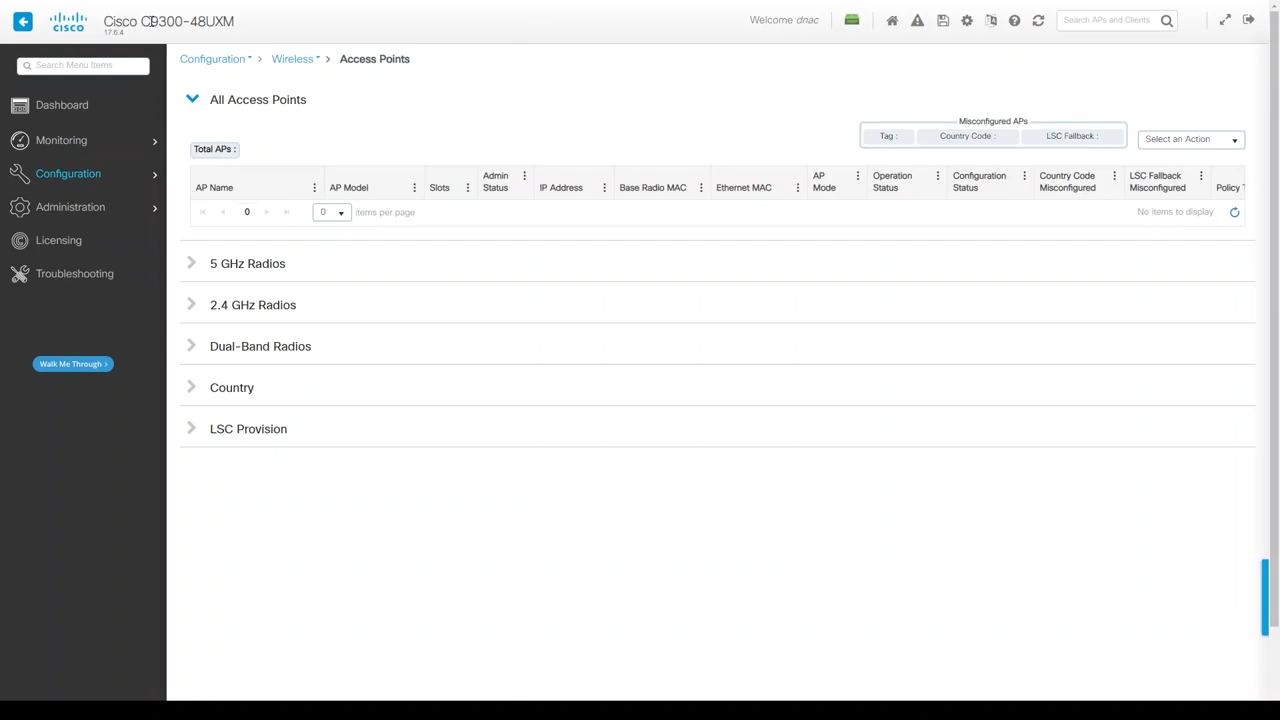 Cisco C9300-48UXM
17.6.4
CISCO
Welcome dnac
Search APs and Clients
Search Menu Items
Dashboard
Monitoring
Configuration
Administration
Licensing
Troubleshooting
Walk Me Through >
Configuration > Wireless > Access Points
All Access Points
Misconfigured APs
Tag : Country Code : LSC Fallback :
Select an Action
Total APs :
AP Name AP Model Slots Admin Status IP Address Base Radio MAC Ethernet MAC AP Mode Operation Status Configuration Status Country Code Misconfigured LSC Fallback Misconfigured Policy T
0 0 items per page No items to display
5 GHz Radios
2.4 GHz Radios
Dual-Band Radios
Country
LSC Provision